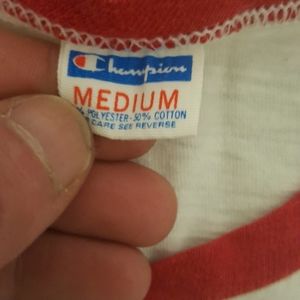 Champion
MEDIUM
POLYESTER-50% COTTON
CARE SEE REVERSE